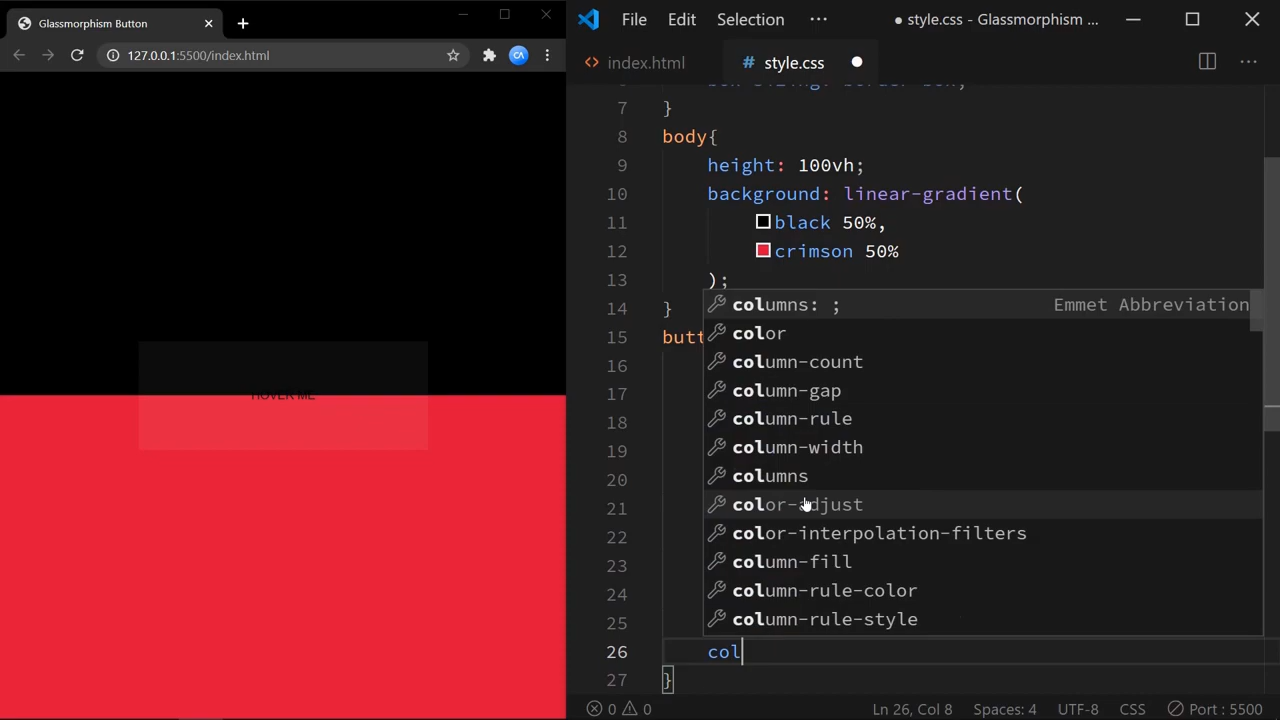 Glassmorphism Button
127.0.0.1:5500/index.html
HOVER ME
File Edit Selection ··· ● style.css - Glassmorphism ...
<> index.html # style.css ●
7 }
8 body{
9 height: 100vh;
10 background: linear-gradient(
11 black 50%,
12 crimson 50%
13 );
14 }
15 butt
16
17
18
19
20
21
22
23
24
25
26 col
27 }
columns: ; Emmet Abbreviation
color
column-count
column-gap
column-rule
column-width
columns
color-adjust
color-interpolation-filters
column-fill
column-rule-color
column-rule-style
0 0 Ln 26, Col 8 Spaces: 4 UTF-8 CSS Port : 5500